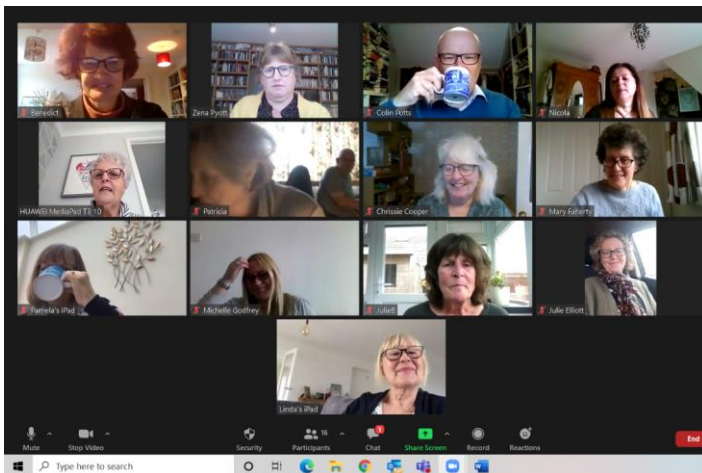 Benedict
Zena Pyott
Colin Potts
Nicola
HUAWEI MediaPad T3 10
Patricia
Chrissie Cooper
Mary Faherty
Pamela's iPad
Michelle Godfrey
JulieB
Julie Elliott
Linda's iPad
Mute
Stop Video
Security
Participants
16
Chat
1
Share Screen
Record
Reactions
End
Type here to search